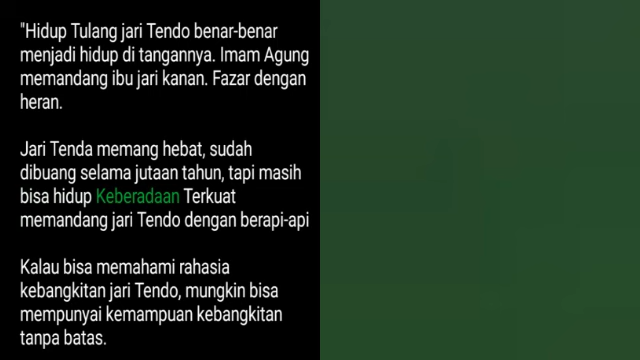 "Hidup Tulang jari Tendo benar-benar
menjadi hidup di tangannya. Imam Agung
memandang ibu jari kanan. Fazar dengan
heran.
Jari Tenda memang hebat, sudah
dibuang selama jutaan tahun, tapi masih
bisa hidup Keberadaan Terkuat
memandang jari Tendo dengan berapi-api
Kalau bisa memahami rahasia
kebangkitan jari Tendo, mungkin bisa
mempunyai kemampuan kebangkitan
tanpa batas.